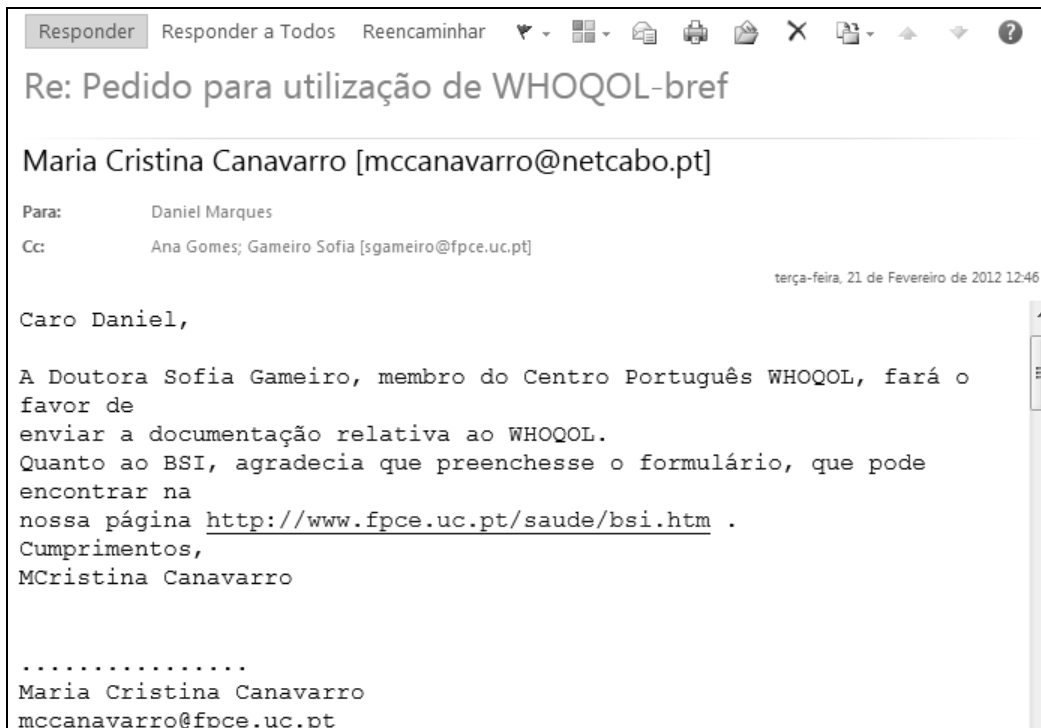 Responder Responder a Todos Reencaminhar
Re: Pedido para utilização de WHOQOL-bref
Maria Cristina Canavarro [mccanavarro@netcabo.pt]
Para: Daniel Marques
Cc: Ana Gomes; Gameiro Sofia [sgameiro@fpce.uc.pt]
terça-feira, 21 de Fevereiro de 2012 12:46
Caro Daniel,
A Doutora Sofia Gameiro, membro do Centro Português WHOQOL, fará o
favor de
enviar a documentação relativa ao WHOQOL.
Quanto ao BSI, agradecia que preenchesse o formulário, que pode
encontrar na
nossa página http://www.fpce.uc.pt/saude/bsi.htm .
Cumprimentos,
MCristina Canavarro
................
Maria Cristina Canavarro
mccanavarro@fpce.uc.pt